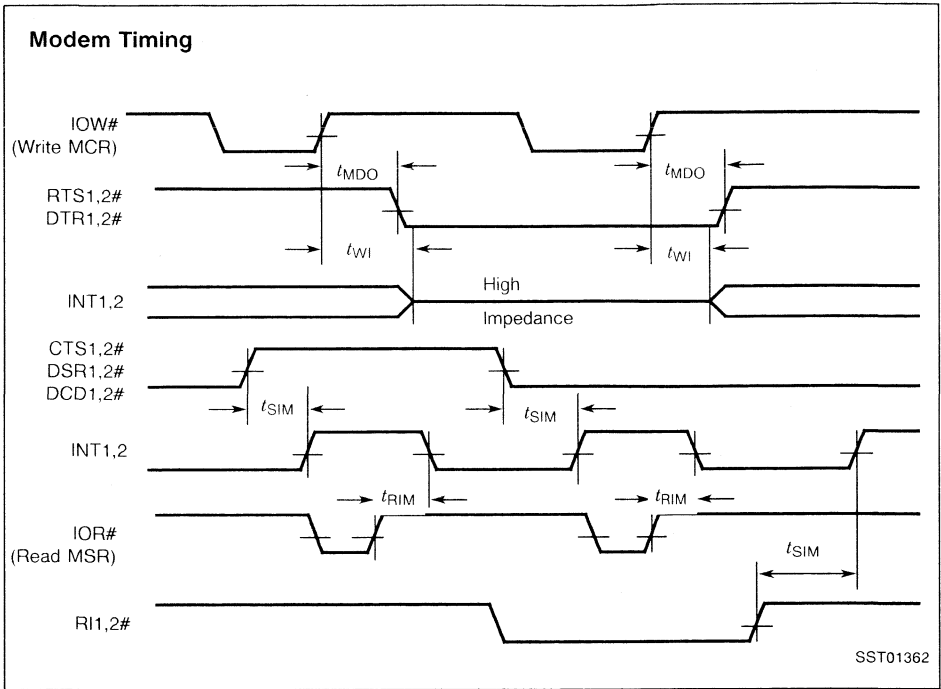 Modem Timing
IOW#
(Write MCR)
tMDO
tMDO
RTS1,2#
DTR1,2#
tWI
tWI
INT1,2
High
Impedance
CTS1,2#
DSR1,2#
DCD1,2#
tSIM
tSIM
INT1,2
tRIM
tRIM
IOR#
(Read MSR)
tSIM
RI1,2#
SST01362